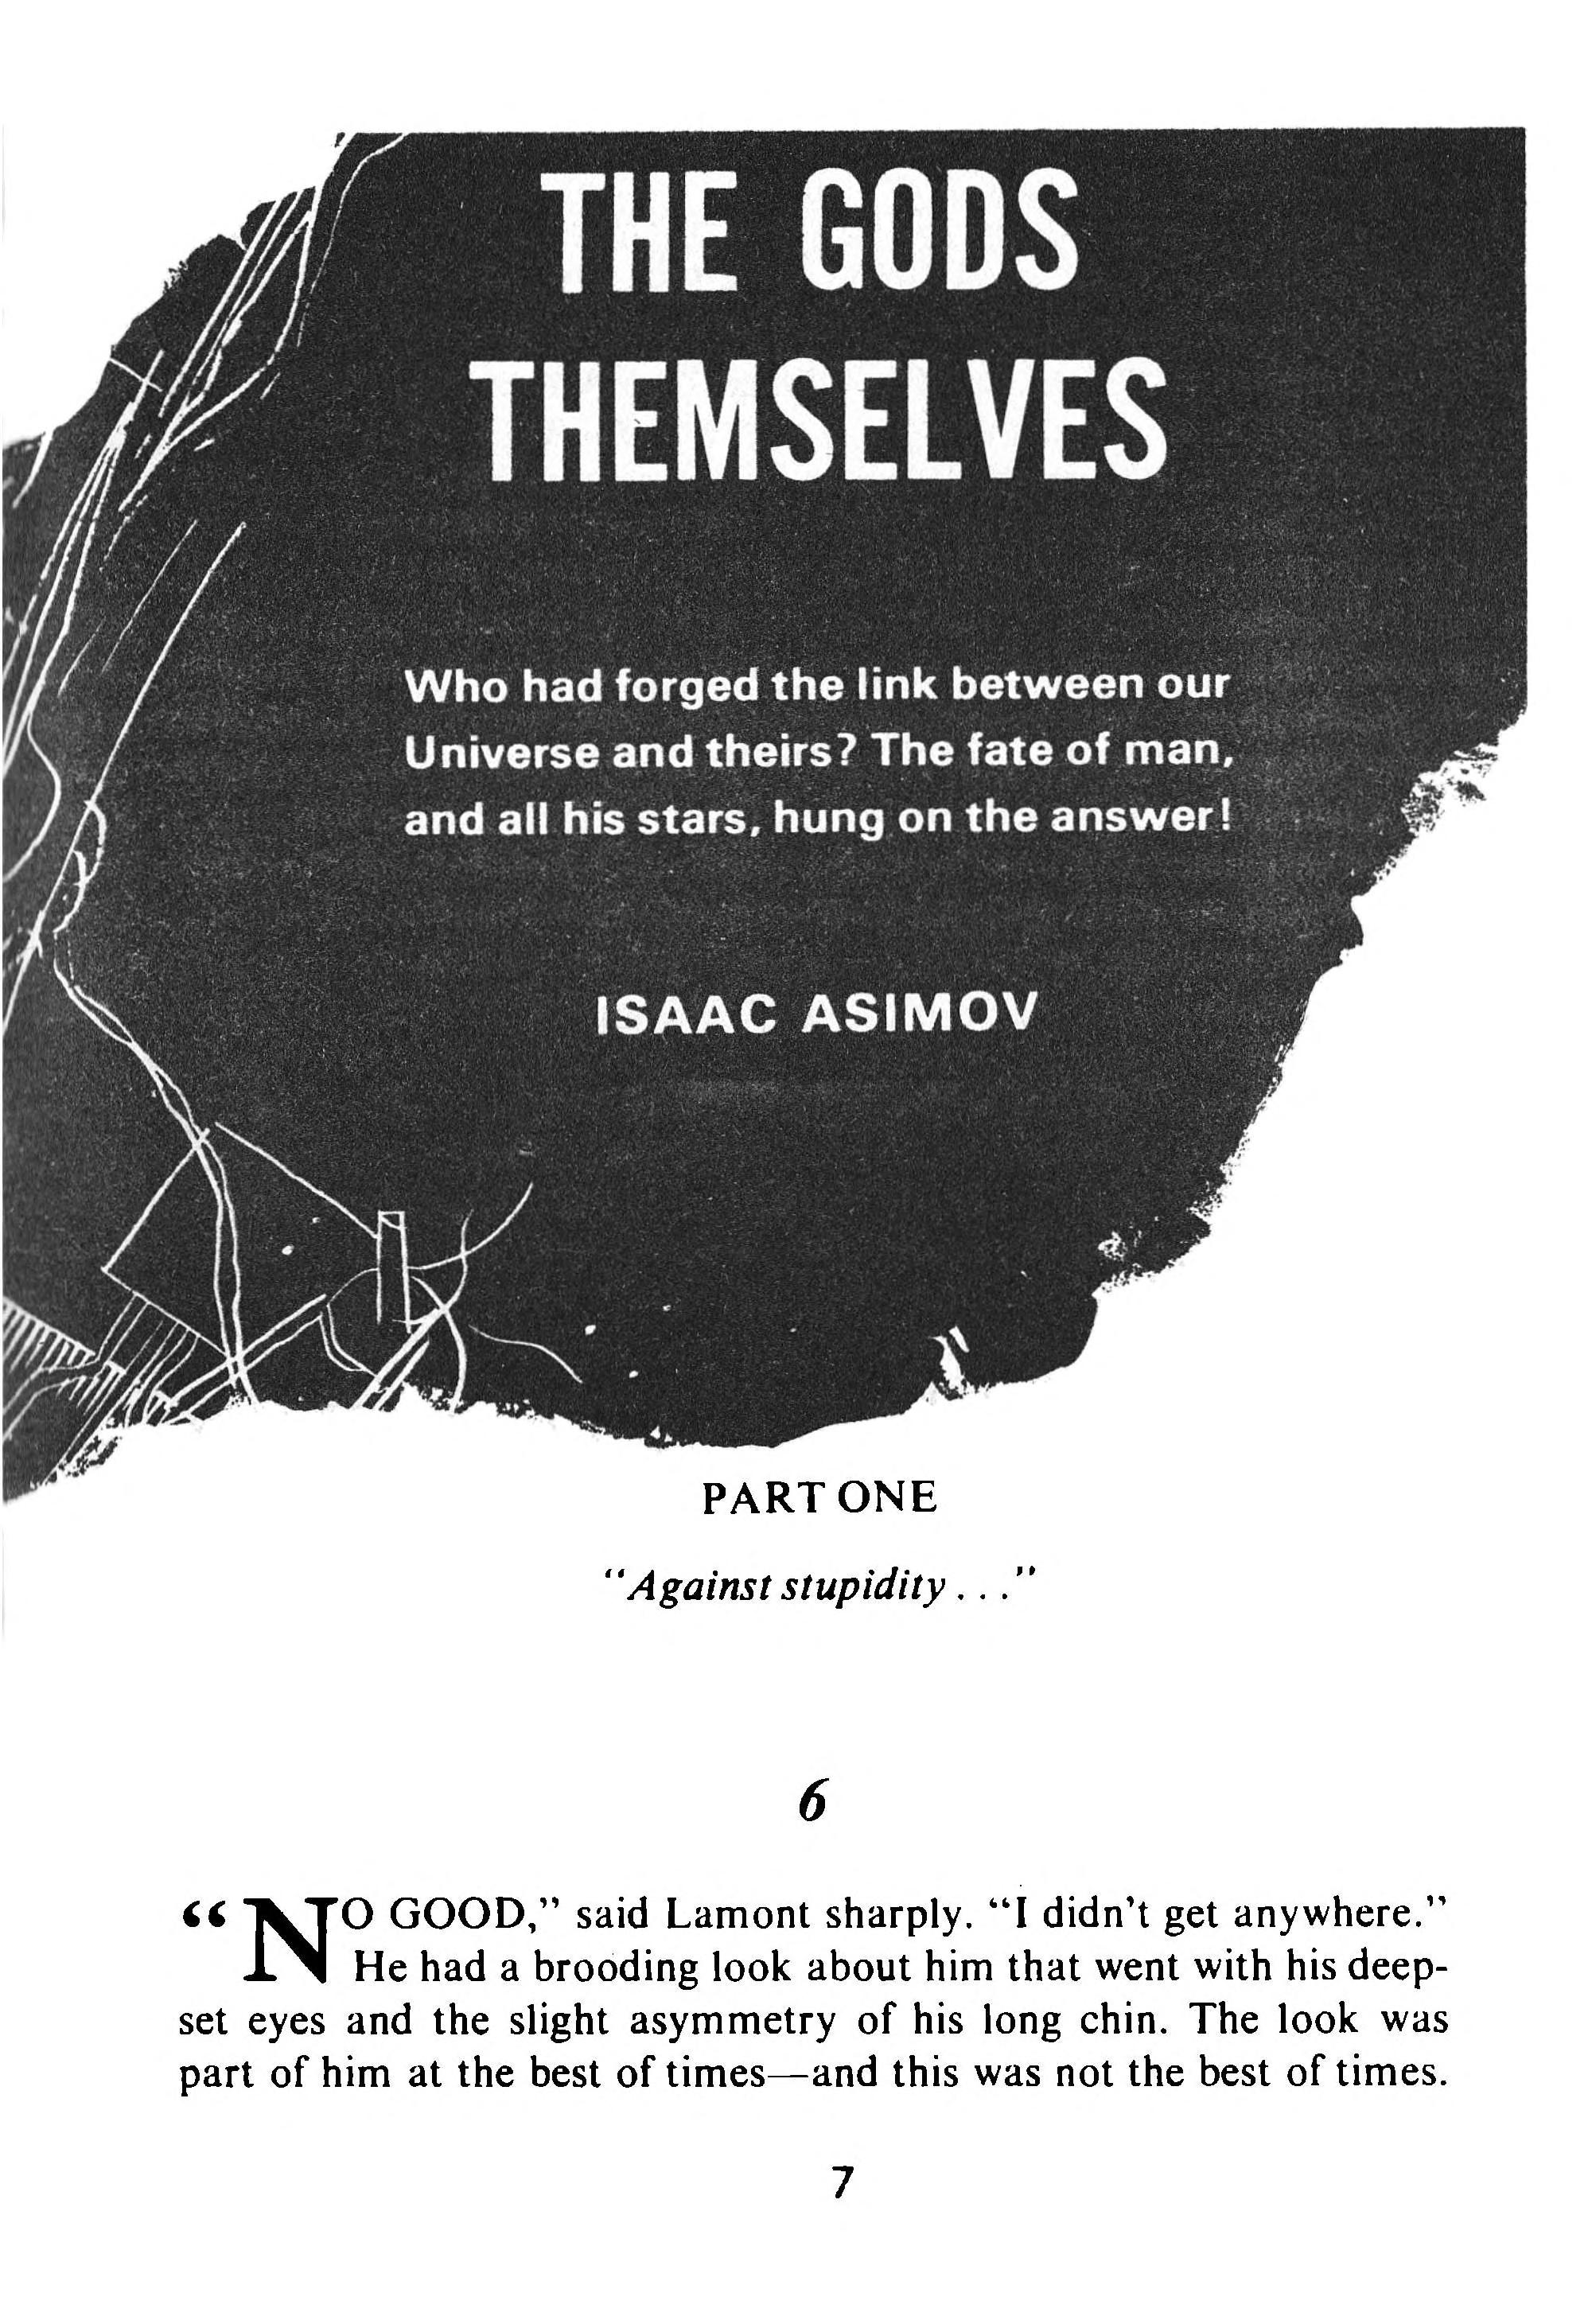 THE GODS
THEMSELVES
Who had forged the link between our
Universe and theirs? The fate of man,
and all his stars, hung on the answer!
ISAAC ASIMOV
PART ONE
“Against stupidity . . .”
6
“NO GOOD,” said Lamont sharply. “I didn’t get anywhere.”
He had a brooding look about him that went with his deep-
set eyes and the slight asymmetry of his long chin. The look was
part of him at the best of times—and this was not the best of times.
7